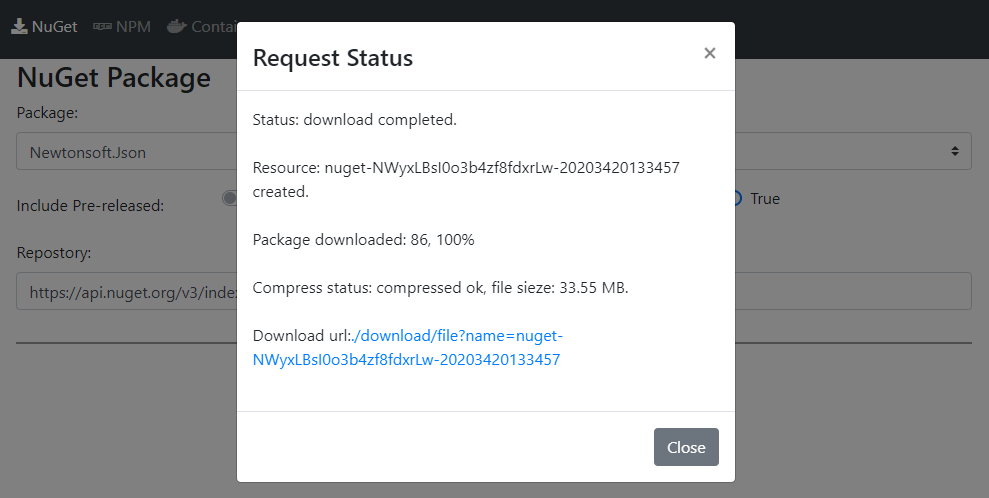 NuGet NPM Contai
Request Status
×
NuGet Package
Package:
Newtonsoft.Json
Include Pre-released:
True
Repostory:
https://api.nuget.org/v3/inde
Status: download completed.
Resource: nuget-NWyxLBsI0o3b4zf8fdxrLw-20203420133457
created.
Package downloaded: 86, 100%
Compress status: compressed ok, file sieze: 33.55 MB.
Download url:./download/file?name=nuget-
NWyxLBsI0o3b4zf8fdxrLw-20203420133457
Close